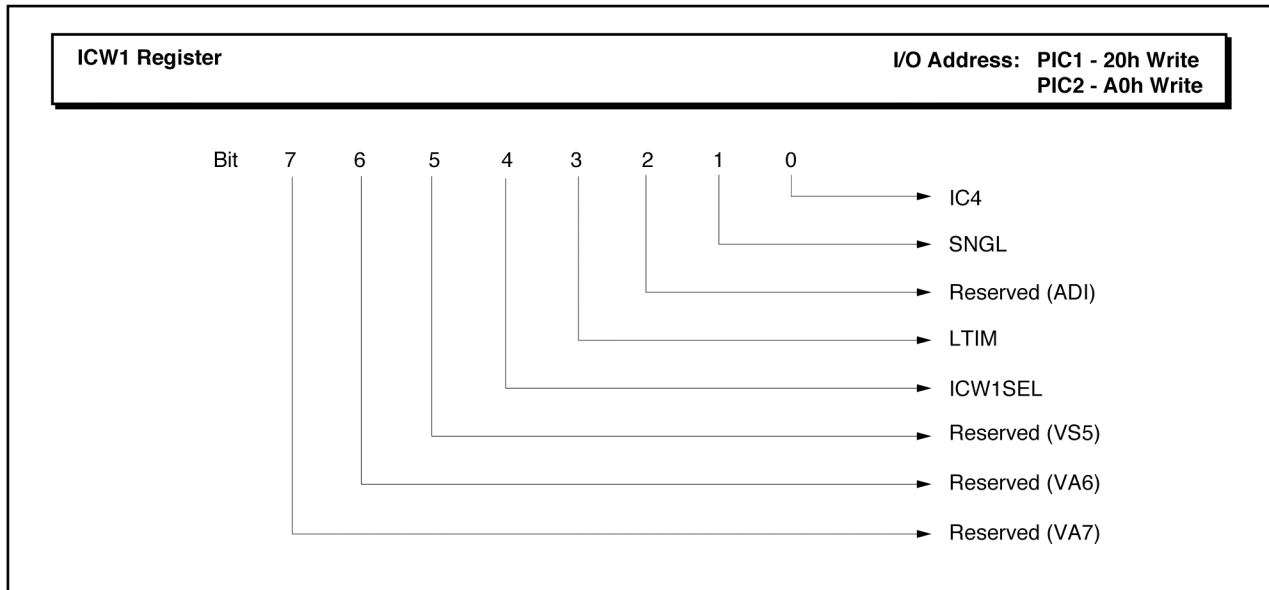 ICW1 Register
I/O Address: PIC1 - 20h Write
PIC2 - A0h Write
Bit 7 6 5 4 3 2 1 0
IC4
SNGL
Reserved (ADI)
LTIM
ICW1SEL
Reserved (VS5)
Reserved (VA6)
Reserved (VA7)